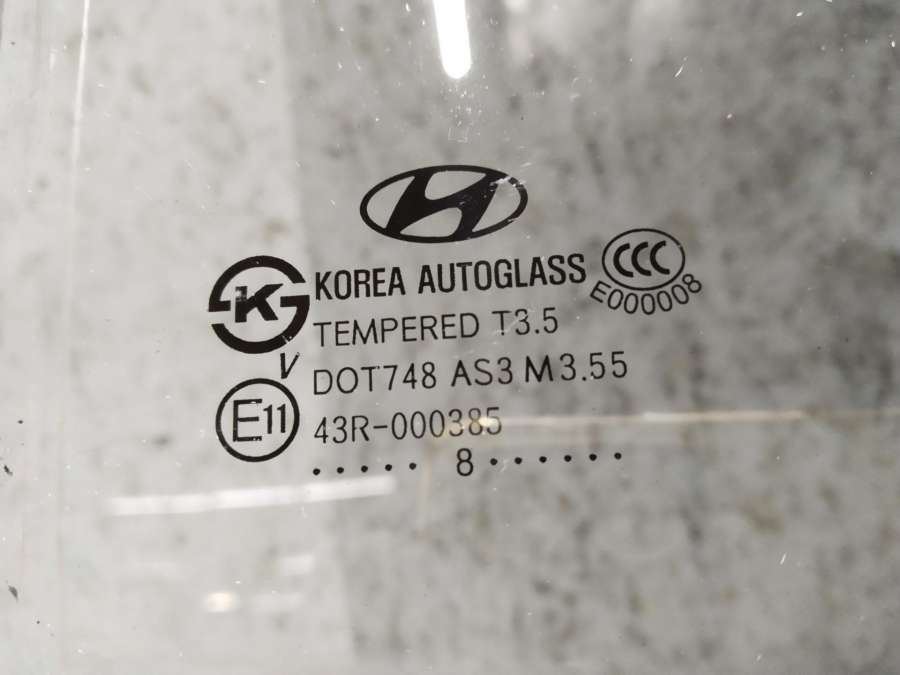 KOREA AUTOGLASS
CCC
E000008
K
TEMPERED T3.5
V
DOT748 AS3 M3.55
E11
43R-000385
.....8......